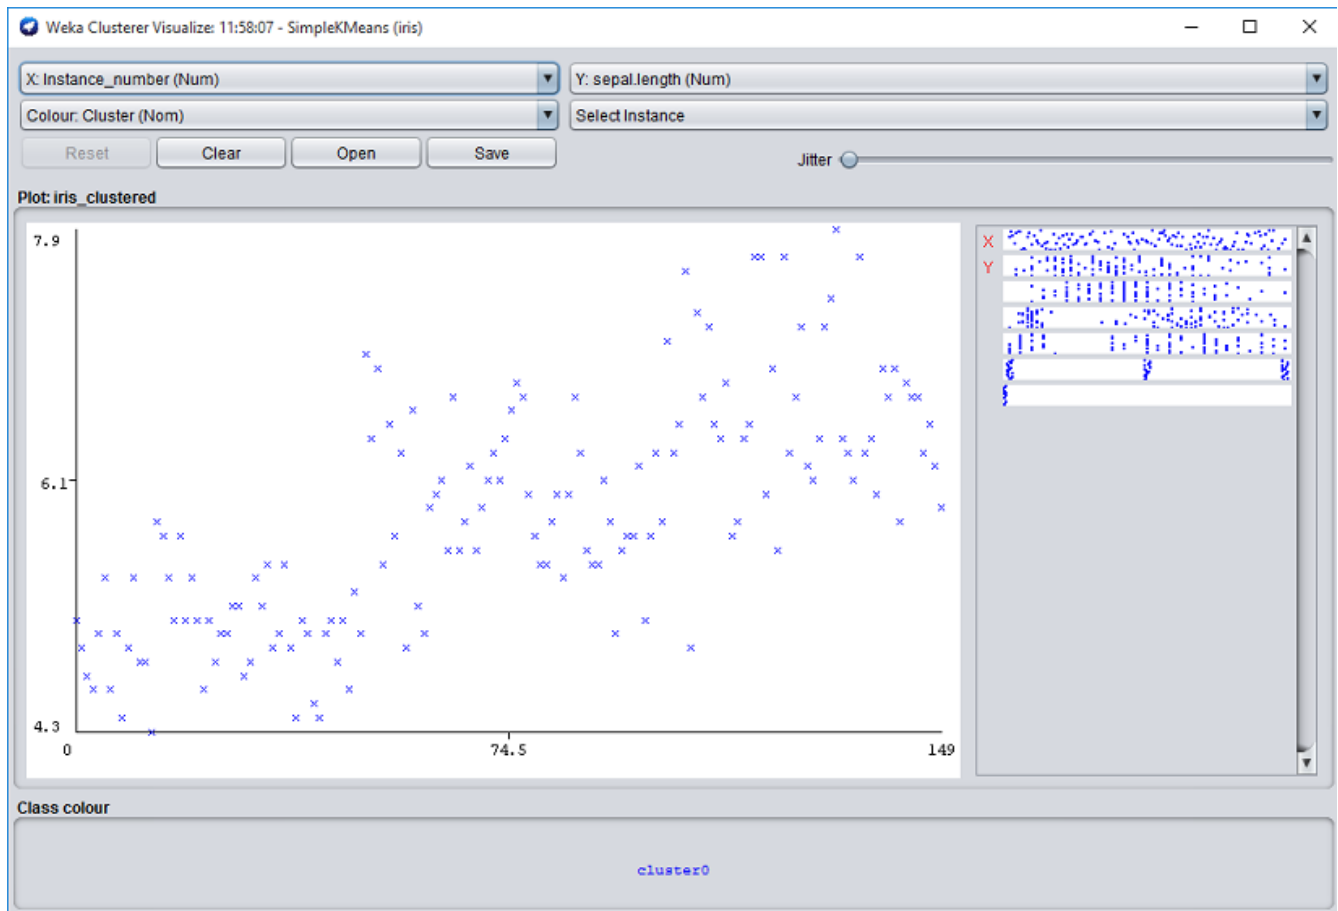 Weka Clusterer Visualize: 11:58:07 - SimpleKMeans (iris)
X: Instance_number (Num)
Y: sepal.length (Num)
Colour: Cluster (Nom)
Select Instance
Reset
Clear
Open
Save
Jitter
Plot: iris_clustered
7.9
6.1
4.3
0
74.5
149
X
Y
Class colour
cluster0